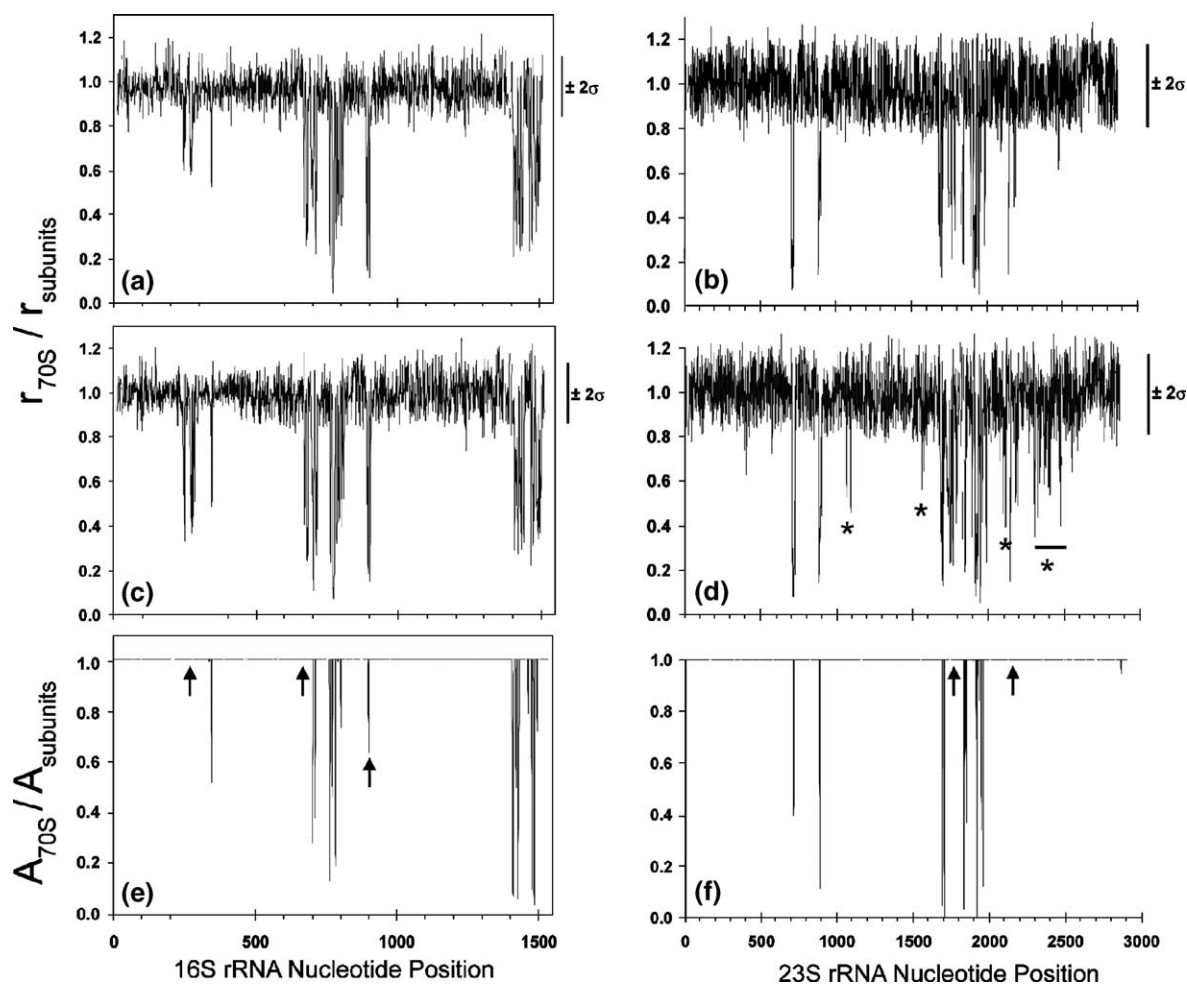 r70S / rsubunits
1.2
1.0
0.8
0.6
0.4
0.2
0.0
(a)
± 2σ
1.2
1.0
0.8
0.6
0.4
0.2
0.0
(b)
± 2σ
1.2
1.0
0.8
0.6
0.4
0.2
0.0
(c)
± 2σ
1.2
1.0
0.8
0.6
0.4
0.2
0.0
(d)
* * * *
± 2σ
A70S / Asubunits
1.0
0.8
0.6
0.4
0.2
0.0
(e)
0 500 1000 1500
16S rRNA Nucleotide Position
1.0
0.8
0.6
0.4
0.2
0.0
(f)
0 500 1000 1500 2000 2500 3000
23S rRNA Nucleotide Position